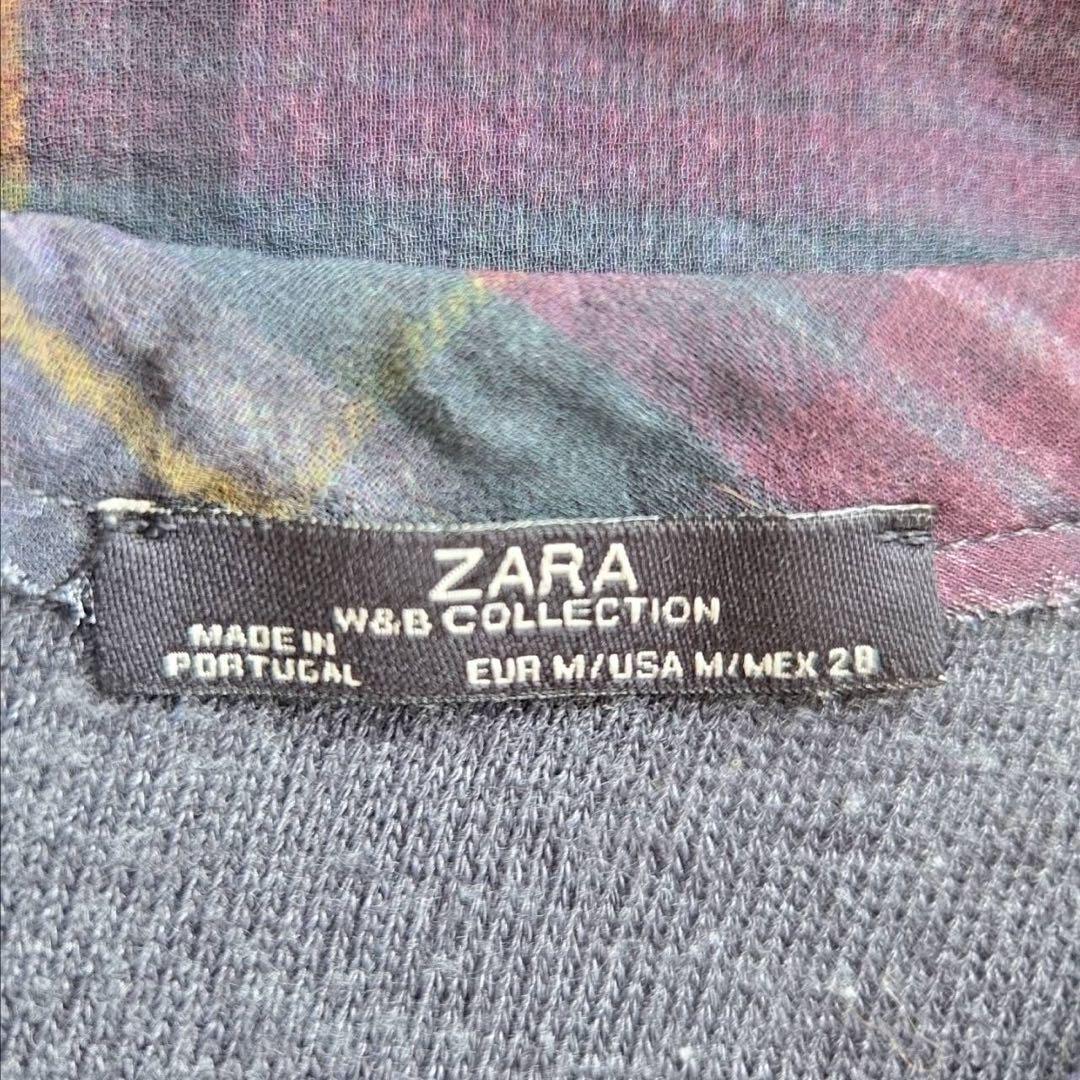 ZARA
W&B COLLECTION
MADE IN
PORTUGAL
EUR M/USA M/MEX 28